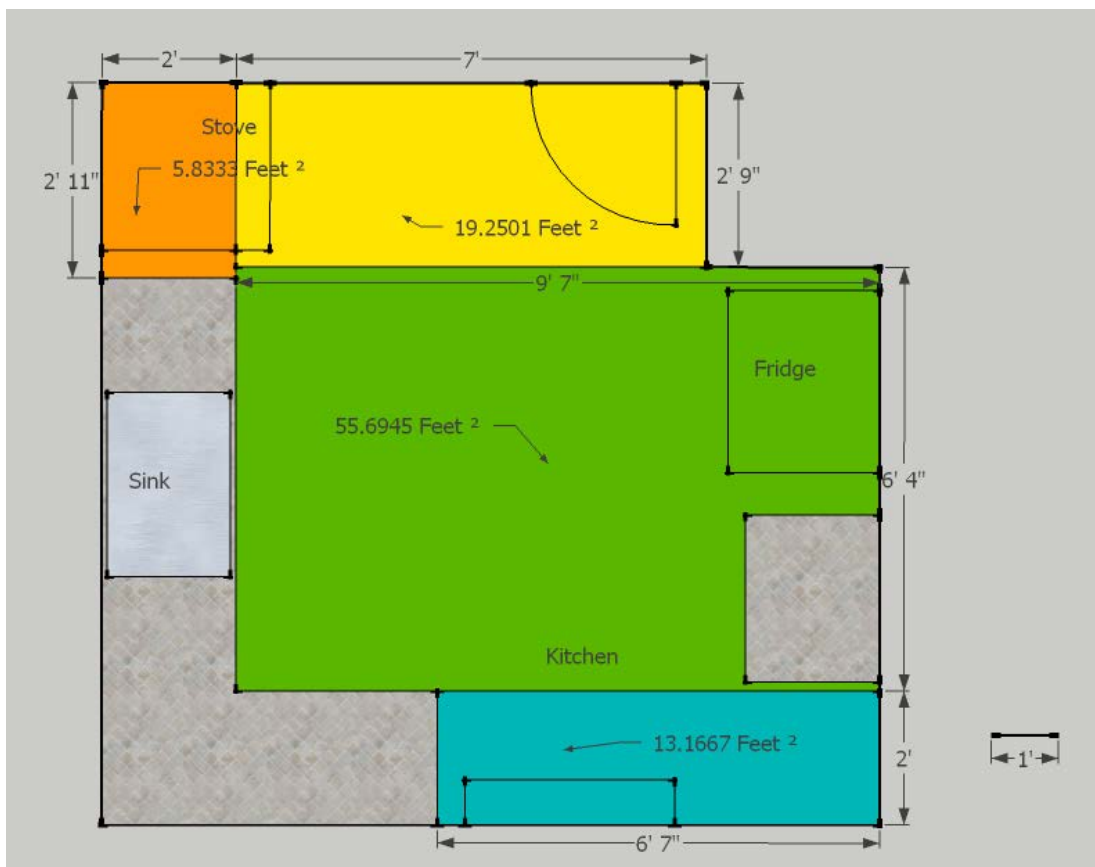 2'
7'
Stove
5.8333 Feet ²
2' 11"
2' 9"
19.2501 Feet ²
9' 7"
Fridge
55.6945 Feet ²
Sink
6' 4"
Kitchen
13.1667 Feet ²
2'
1'
6' 7"